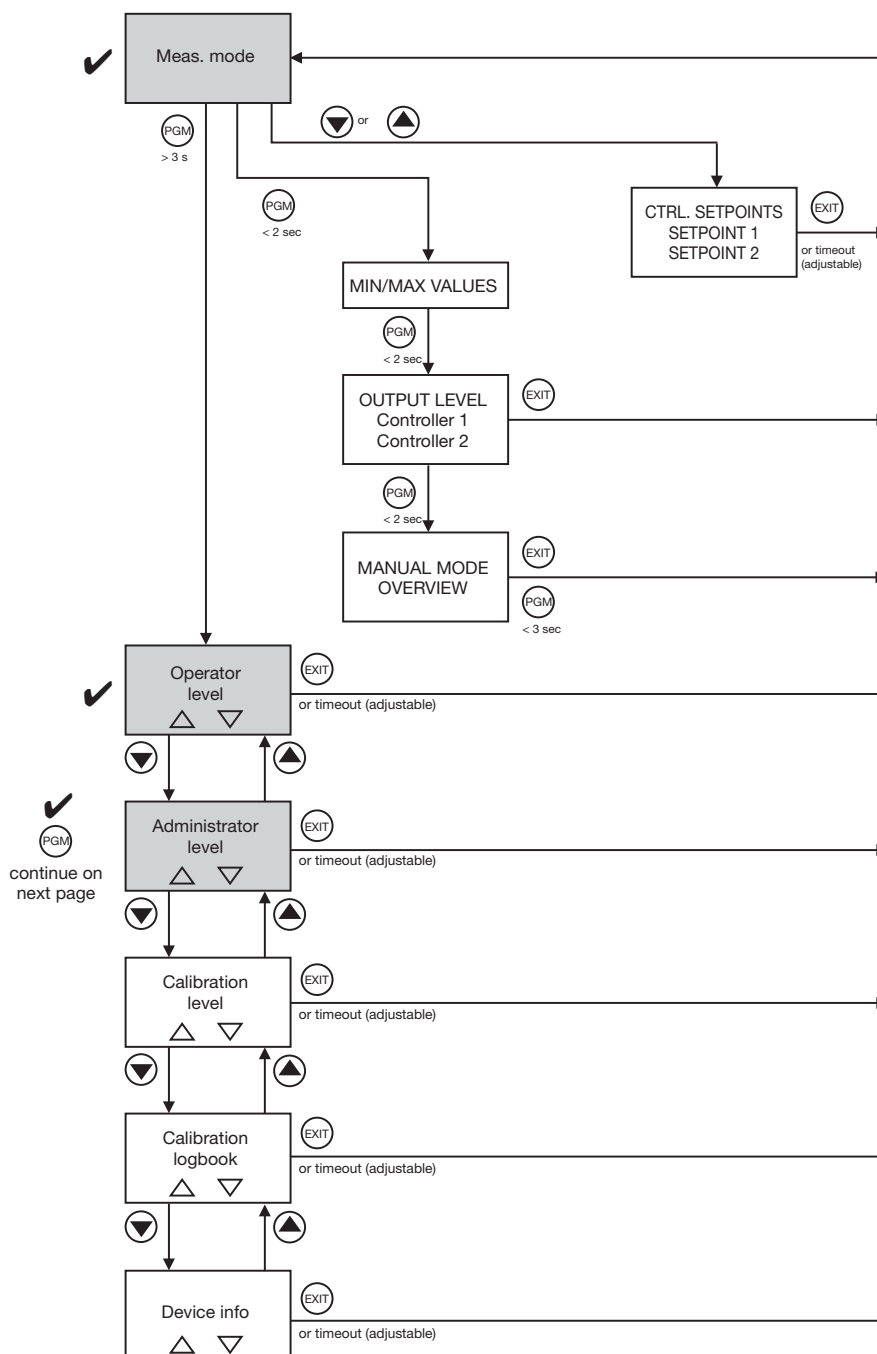 Meas. mode
or
PGM
> 3 s
PGM
< 2 sec
CTRL. SETPOINTS
SETPOINT 1
SETPOINT 2
EXIT
or timeout
(adjustable)
MIN/MAX VALUES
PGM
< 2 sec
OUTPUT LEVEL
Controller 1
Controller 2
EXIT
PGM
< 2 sec
MANUAL MODE
OVERVIEW
EXIT
PGM
< 3 sec
Operator
level
EXIT
or timeout (adjustable)
PGM
continue on
next page
Administrator
level
EXIT
or timeout (adjustable)
Calibration
level
EXIT
or timeout (adjustable)
Calibration
logbook
EXIT
or timeout (adjustable)
Device info
EXIT
or timeout (adjustable)